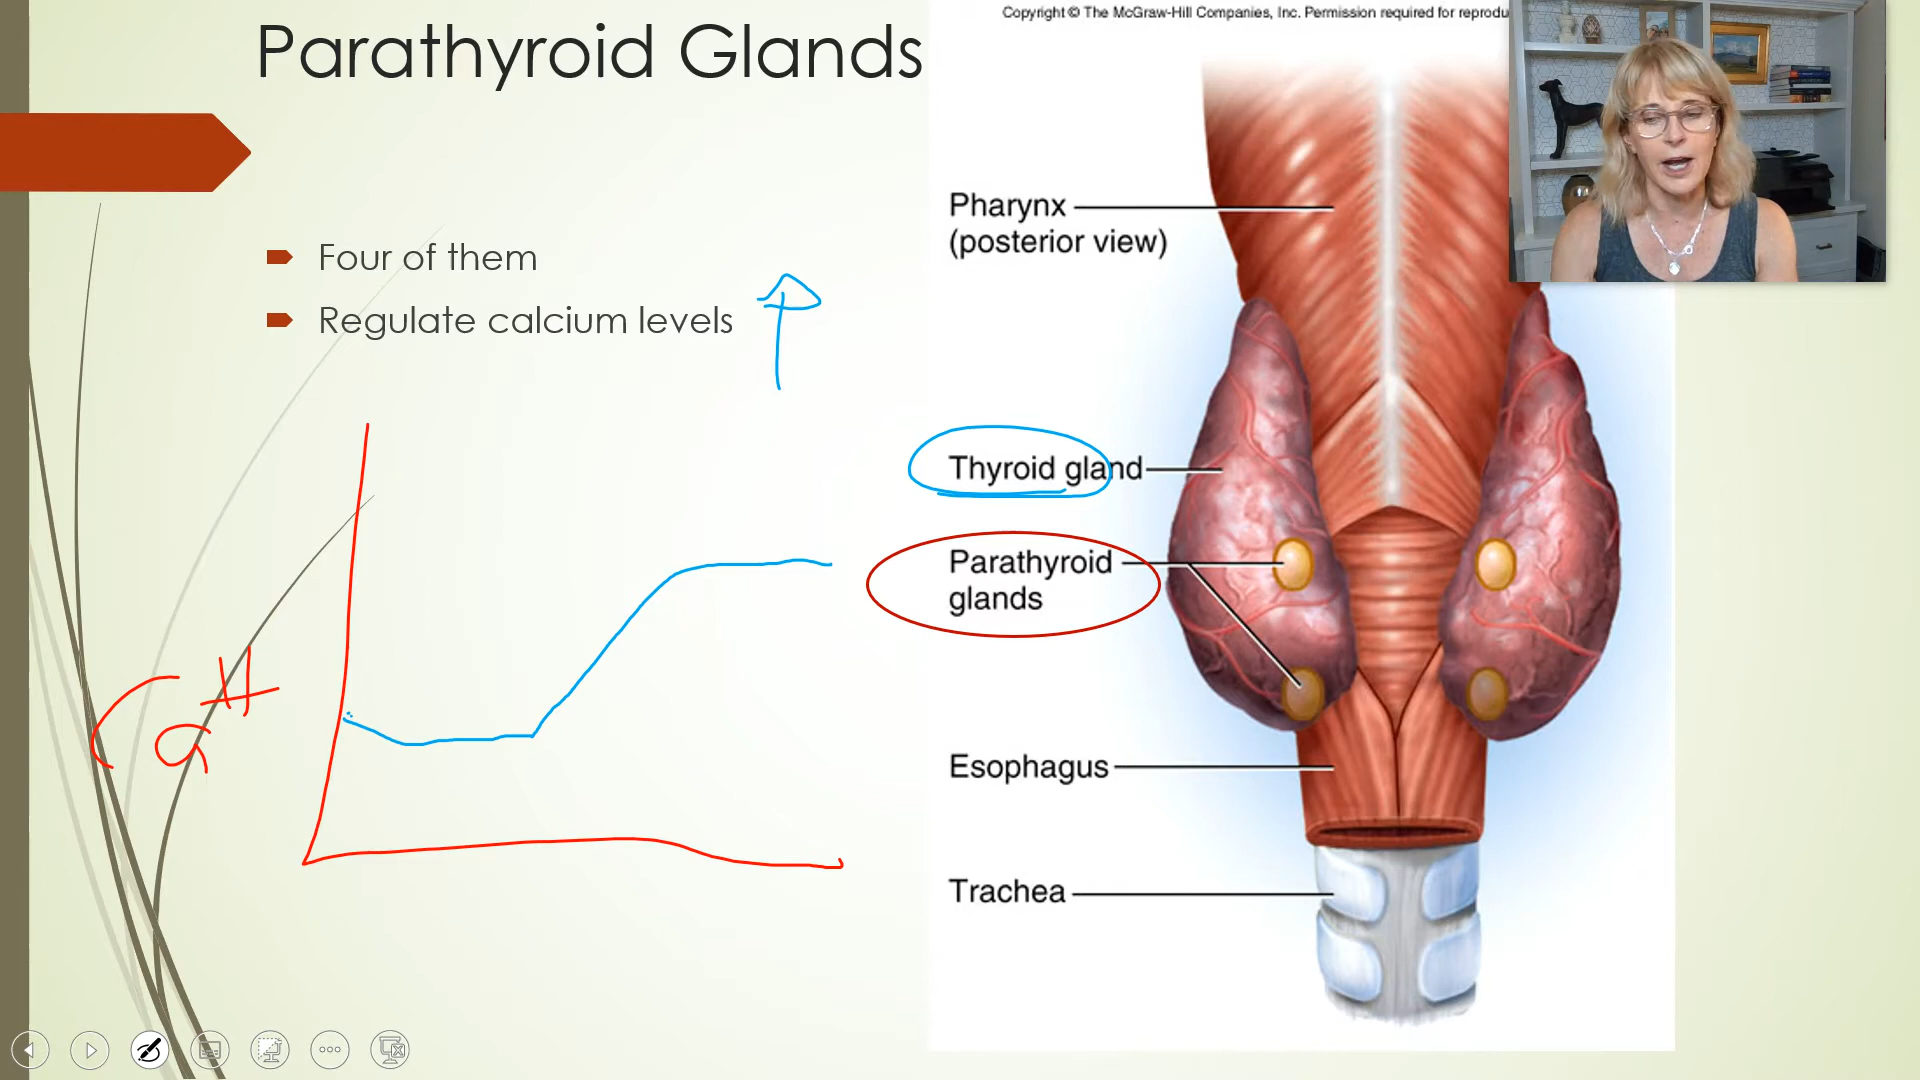 Parathyroid Glands
Copyright © The McGraw-Hill Companies, Inc. Permission required for
Four of them
Regulate calcium levels
Pharynx
(posterior view)
Thyroid gland
Parathyroid
glands
Esophagus
Trachea
Ca++